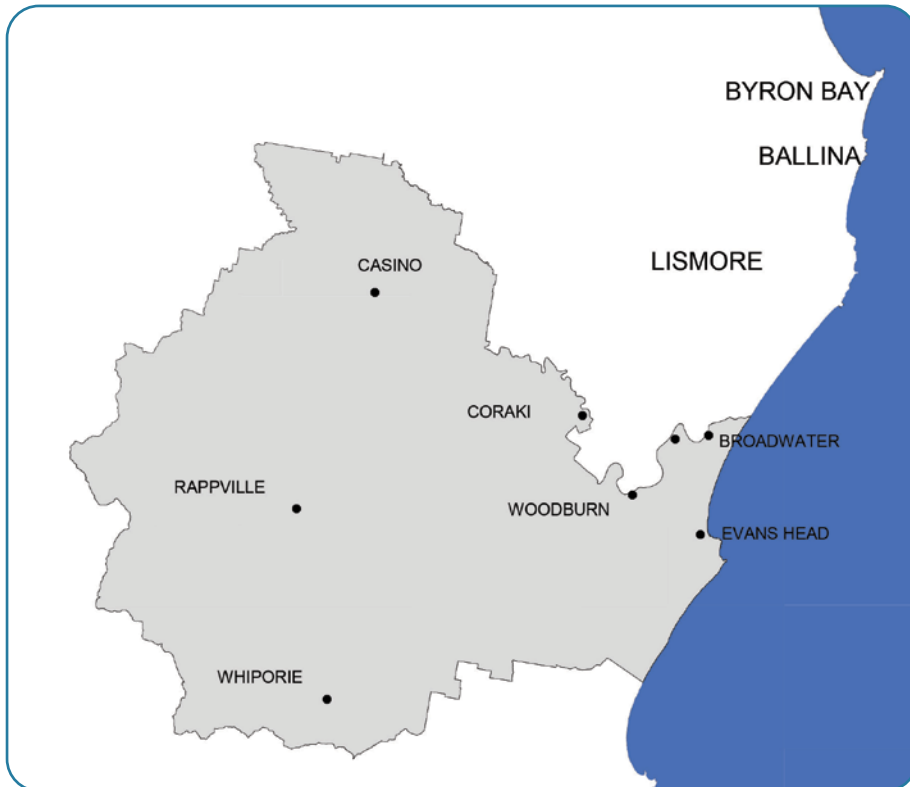 BYRON BAY
BALLINA
LISMORE
CASINO
CORAKI
BROADWATER
RAPPVILLE
WOODBURN
EVANS HEAD
WHIPORIE